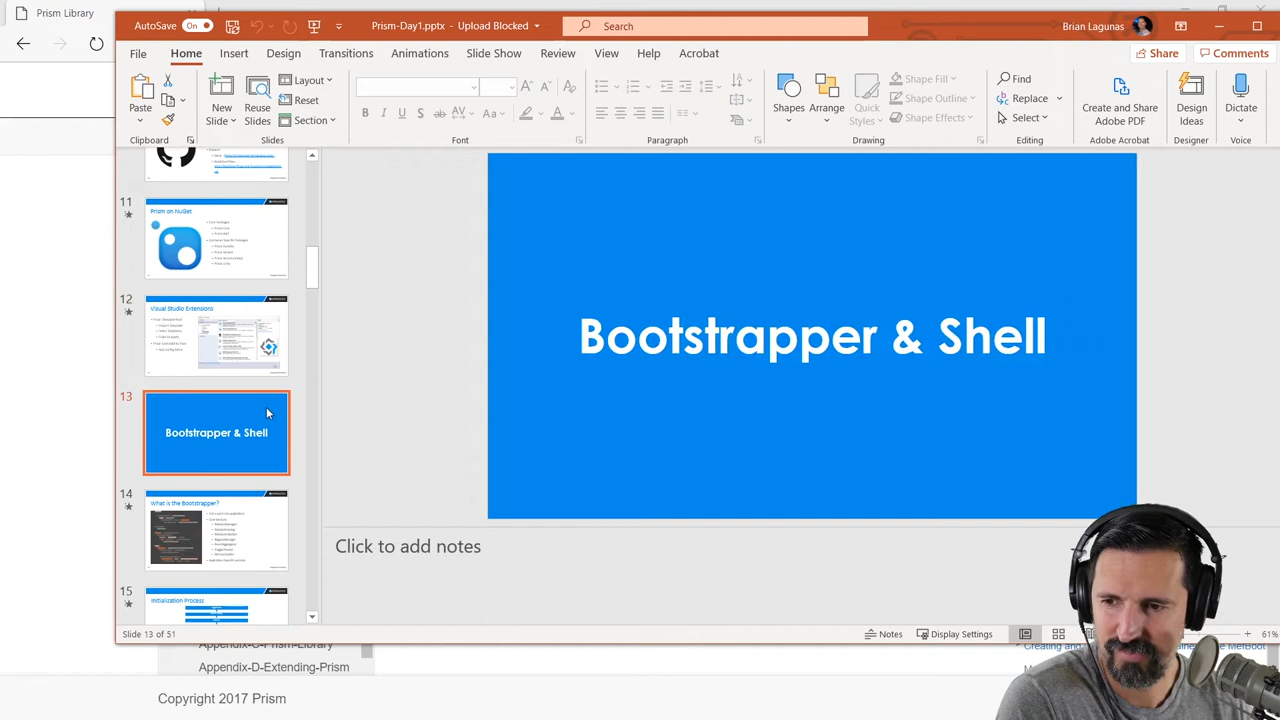 Prism Library
AutoSave On Prism-Day1.pptx - Upload Blocked Search Brian Lagunas
File Home Insert Design Transitions Animations Slide Show Review View Help Acrobat Share Comments
Paste
New
Slide
Reuse
Slides
Layout
Reset
Section
Shapes
Arrange
Quick
Styles
Shape Fill
Shape Outline
Shape Effects
Find
Replace
Select
Create and Share
Adobe PDF
Design
Ideas
Dictate
Clipboard Slides Font Paragraph Drawing Editing Adobe Acrobat Designer Voice
11
Prism on NuGet
12
Visual Studio Extensions
13
Bootstrapper & Shell
14
What is the Bootstrapper?
15
Initialization Process
Bootstrapper & Shell
Click to add notes
Slide 13 of 51 Notes Display Settings 61%
Appendix-C-Prism-Library
Appendix-D-Extending-Prism
Creating and
Copyright 2017 Prism